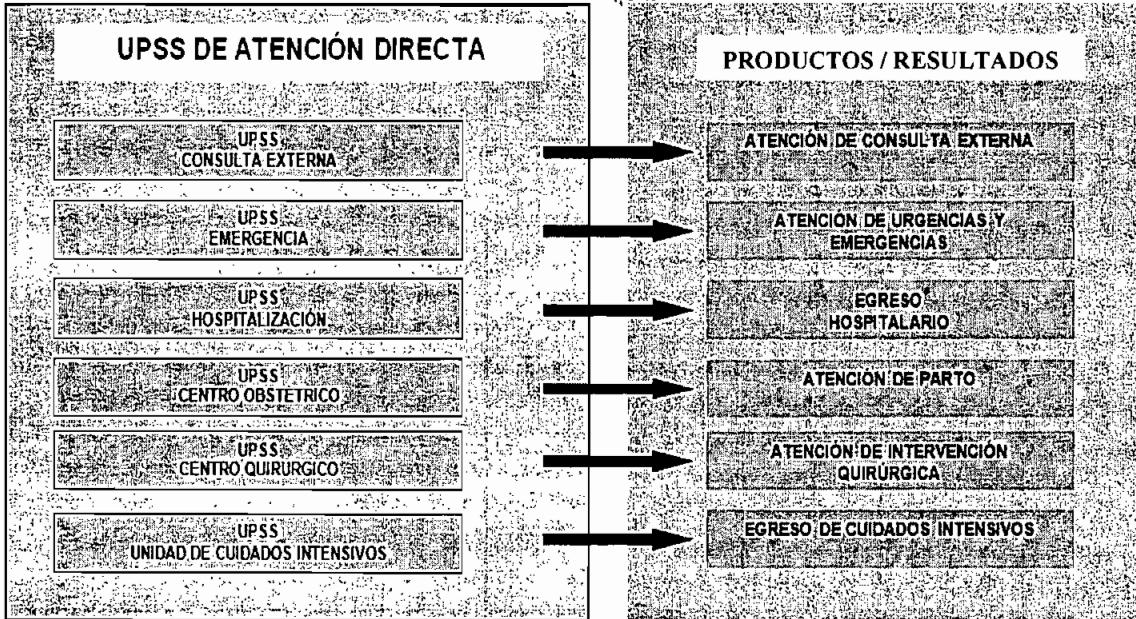 UPSS DE ATENCIÓN DIRECTA
UPSS
CONSULTA EXTERNA
UPSS
EMERGENCIA
UPSS
HOSPITALIZACIÓN
UPSS
CENTRO OBSTETRICO
UPSS
CENTRO QUIRURGICO
UPSS
UNIDAD DE CUIDADOS INTENSIVOS
PRODUCTOS / RESULTADOS
ATENCIÓN DE CONSULTA EXTERNA
ATENCIÓN DE URGENCIAS Y
EMERGENCIAS
EGRESO
HOSPITALARIO
ATENCIÓN DE PARTO
ATENCIÓN DE INTERVENCIÓN
QUIRÚRGICA
EGRESO DE CUIDADOS INTENSIVOS